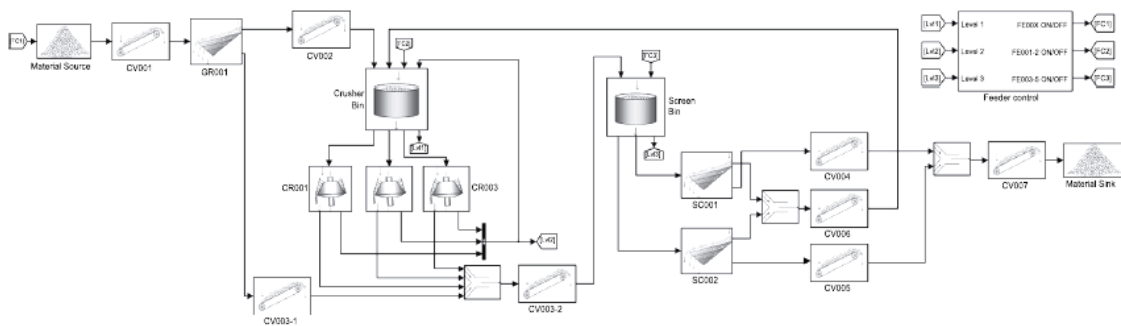 [FC1]
Material Source
CV001
GR001
CV002
[FC2]
Crusher
Bin
[Lvl1]
CR001
CR003
[Lvl2]
CV003-1
CV003-2
[FC3]
Screen
Bin
[Lvl3]
SC001
SC002
CV004
CV006
CV005
CV007
Material Sink
[Lvl1] Level 1 FE00X ON/OFF [FC1]
[Lvl2] Level 2 FE001-2 ON/OFF [FC2]
[Lvl3] Level 3 FE003-5 ON/OFF [FC3]
Feeder control